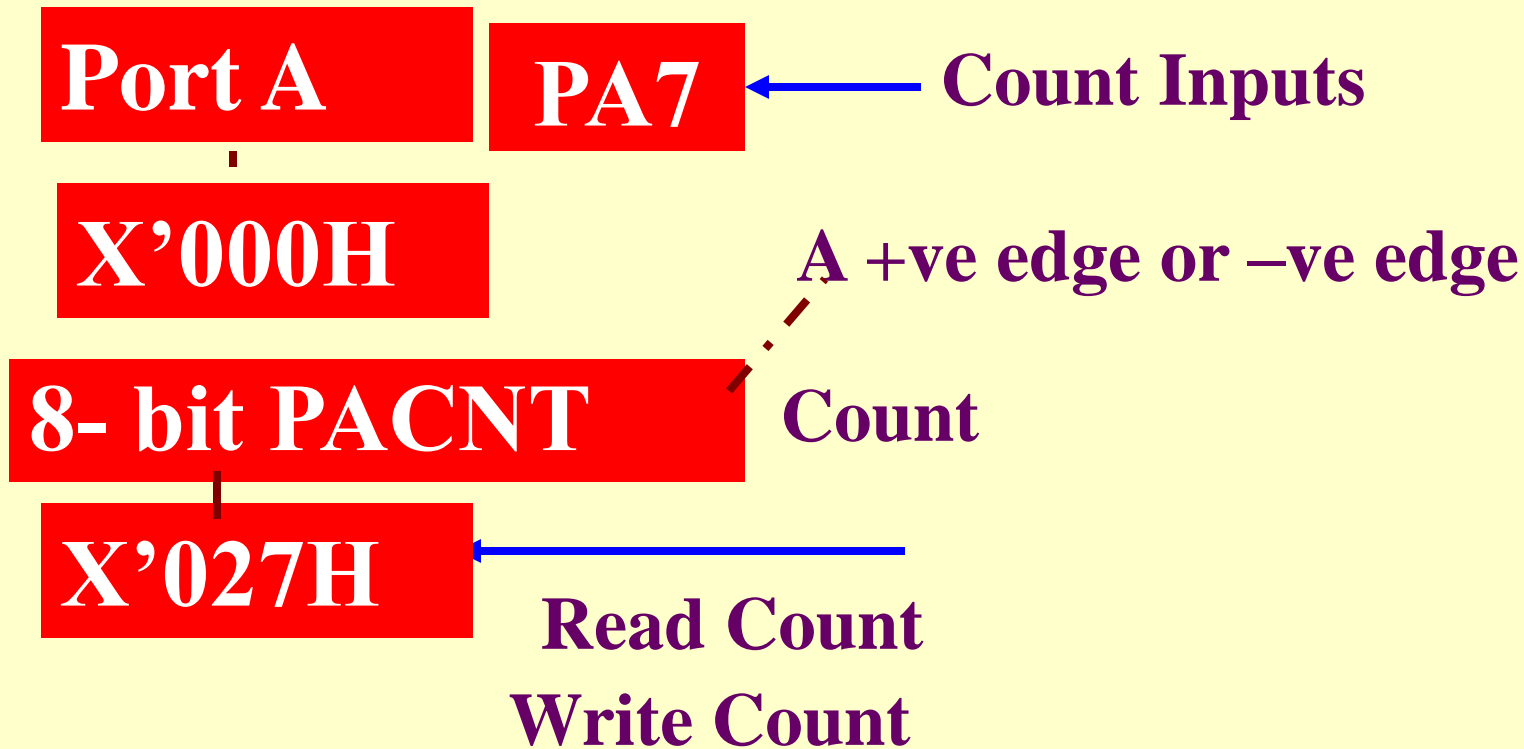 Port A
PA7
Count Inputs
X’000H
A +ve edge or –ve edge
8- bit PACNT
Count
X’027H
Read Count
Write Count